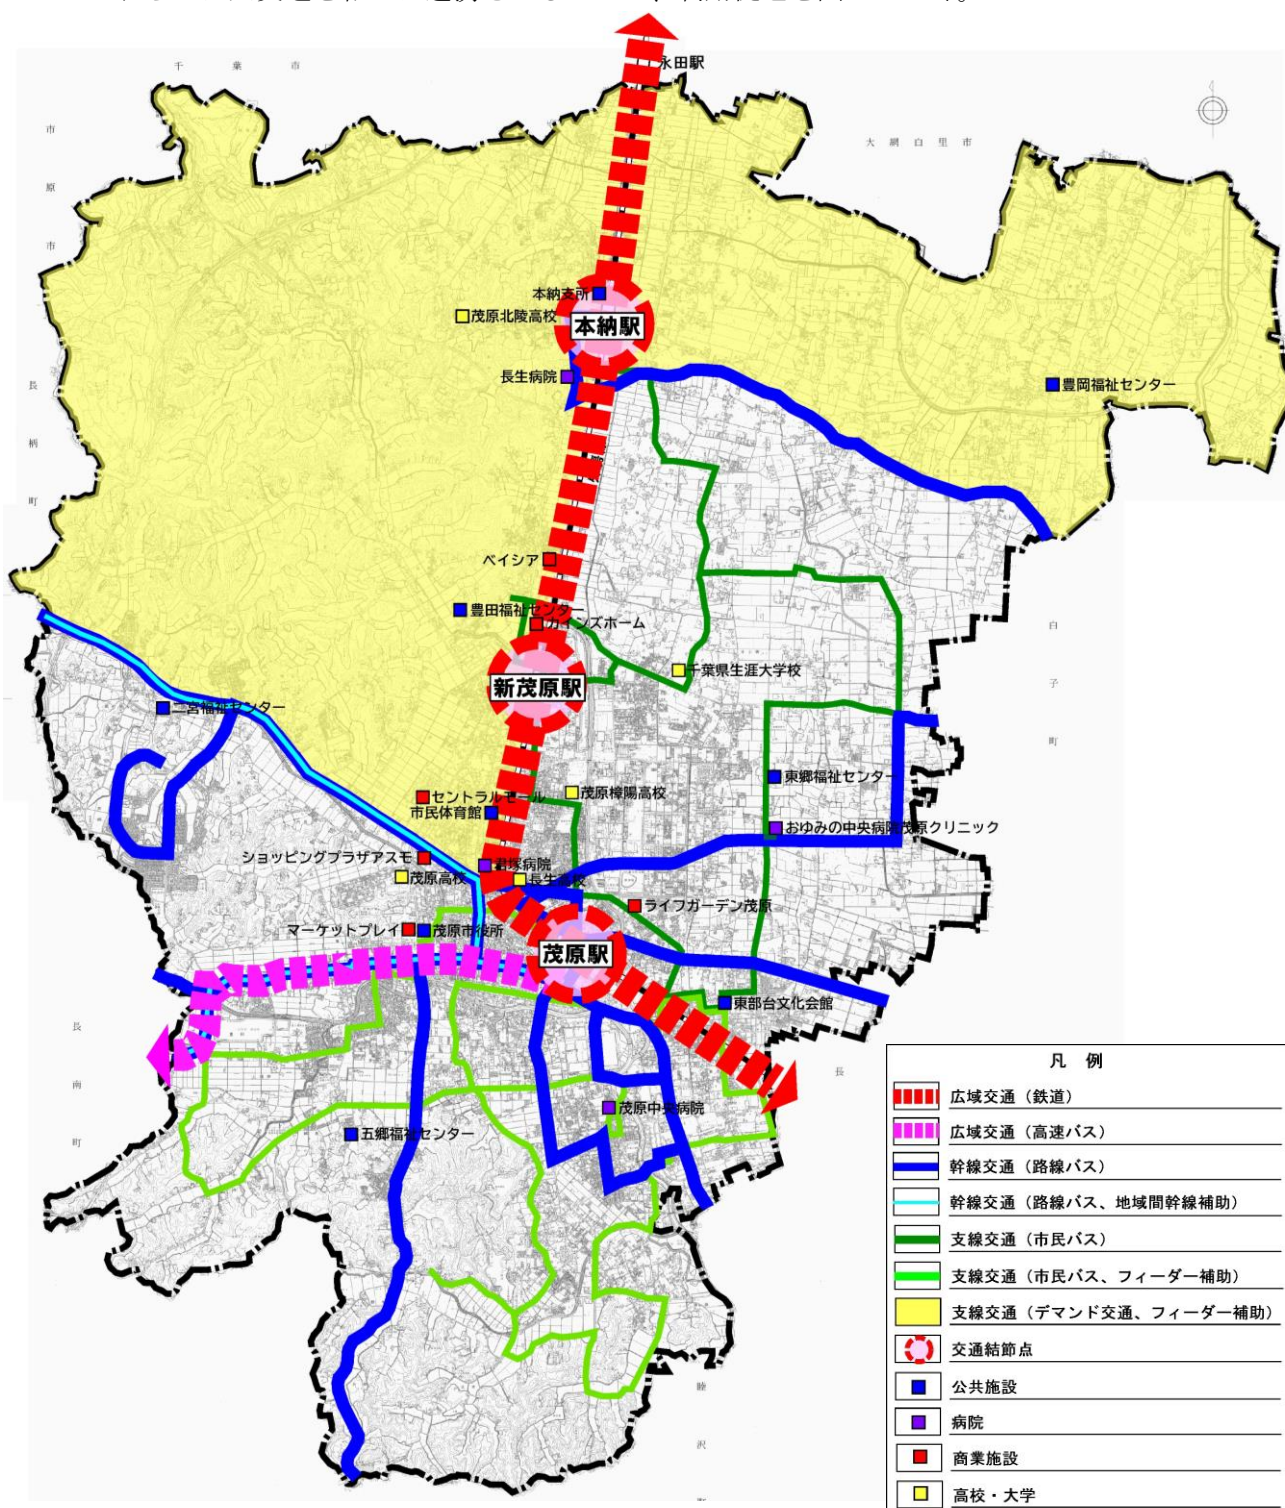 永田駅
千葉市
市原市
大網白里市
本納支所
茂原北陵高校
本納駅
長生病院
豊岡福祉センター
長柄町
ベイシア
豊田福祉センター
カインズホーム
千葉県生涯大学校
白子町
新茂原駅
二宮福祉センター
東郷福祉センター
セントラルモール
茂原樟陽高校
市民体育館
おゆみの中央病院茂原クリニック
ショッピングプラザアスモ
君塚病院
茂原高校
長生高校
ライフガーデン茂原
マーケットプレイ
茂原市役所
茂原駅
東部台文化会館
長南町
長
茂原中央病院
五郷福祉センター
睦沢
凡例
広域交通（鉄道）
広域交通（高速バス）
幹線交通（路線バス）
幹線交通（路線バス、地域間幹線補助）
支線交通（市民バス）
支線交通（市民バス、フィーダー補助）
支線交通（デマンド交通、フィーダー補助）
交通結節点
公共施設
病院
商業施設
高校・大学